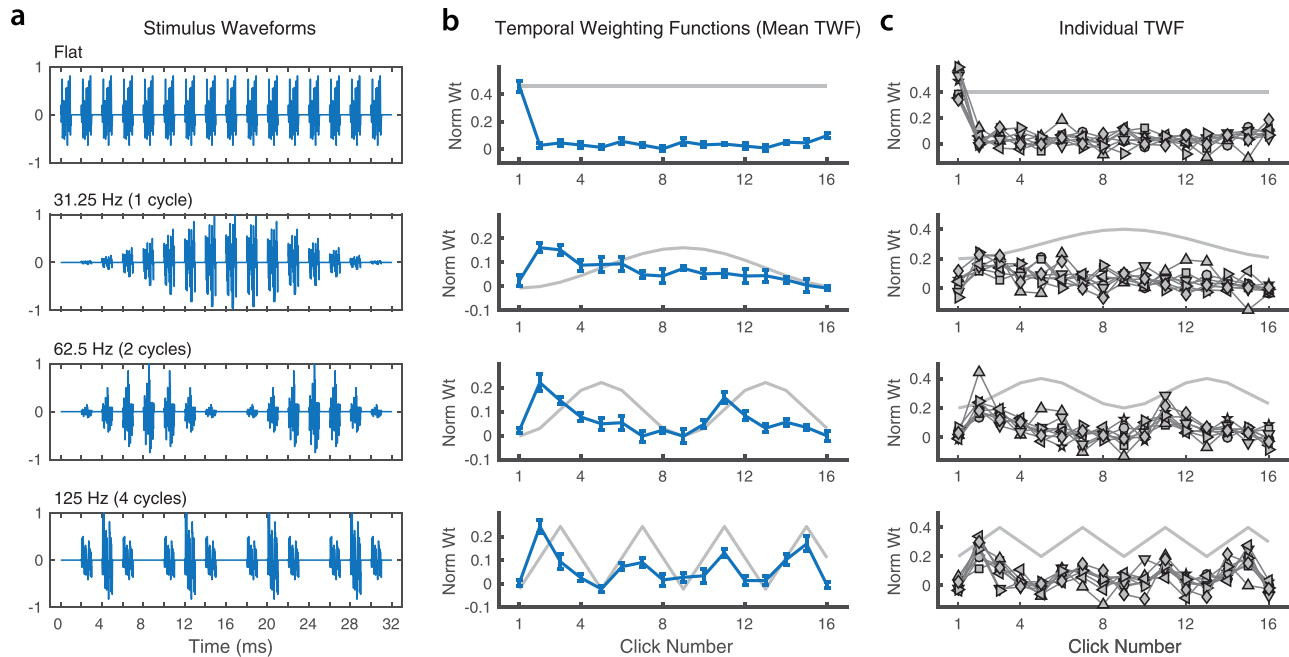 a
Stimulus Waveforms
Flat
1
0
-1
31.25 Hz (1 cycle)
1
0
-1
62.5 Hz (2 cycles)
1
0
-1
125 Hz (4 cycles)
1
0
-1
0 4 8 12 16 20 24 28 32
Time (ms)
b
Temporal Weighting Functions (Mean TWF)
Norm Wt
0.4
0.2
0
1 4 8 12 16
Norm Wt
0.2
0.1
0
-0.1
1 4 8 12 16
Norm Wt
0.2
0.1
0
-0.1
1 4 8 12 16
Norm Wt
0.2
0.1
0
-0.1
1 4 8 12 16
Click Number
c
Individual TWF
Norm Wt
0.4
0.2
0
1 4 8 12 16
Norm Wt
0.4
0.2
0
1 4 8 12 16
Norm Wt
0.4
0.2
0
1 4 8 12 16
Norm Wt
0.4
0.2
0
1 4 8 12 16
Click Number